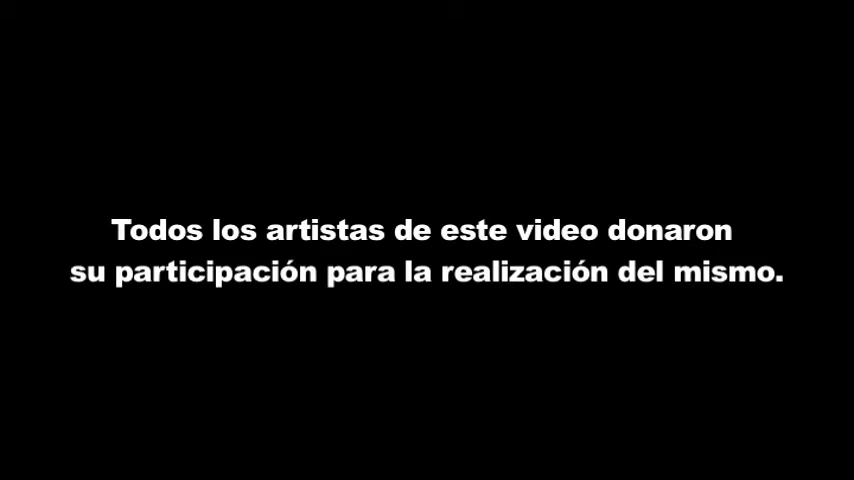 Todos los artistas de este video donaron
su participación para la realización del mismo.